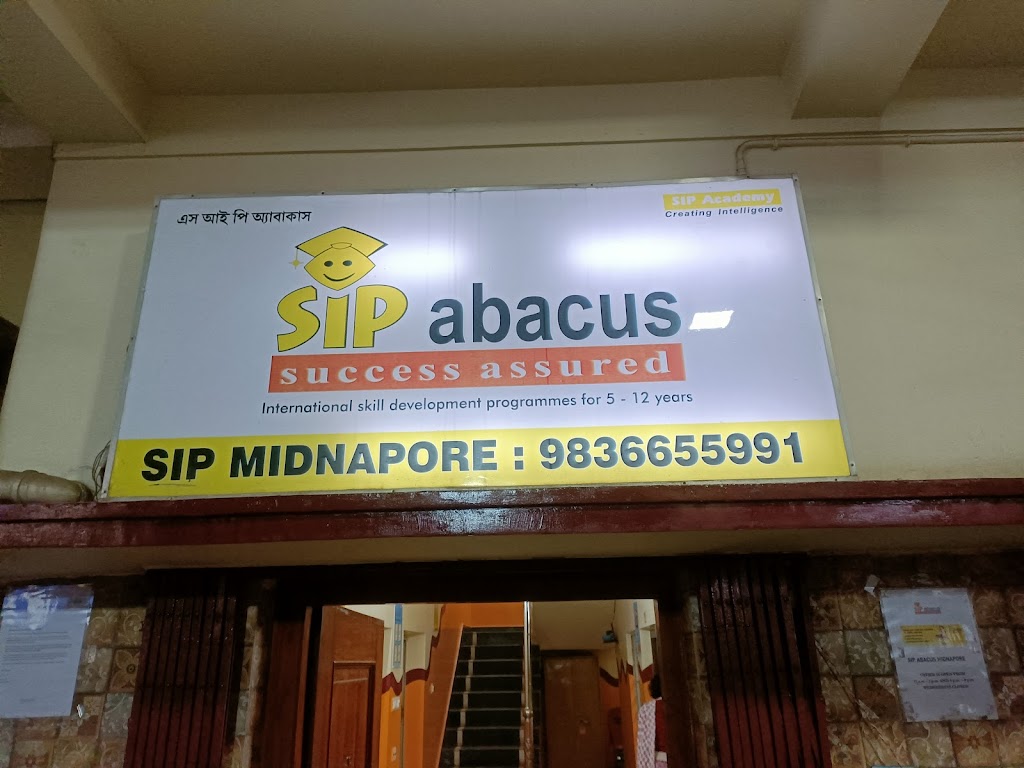 এস আই পি অ্যাবাকাস
SIP Academy
Creating Intelligence
SiP abacus
success assured
International skill development programmes for 5 - 12 years
SIP MIDNAPORE : 9836655991
SIP ABACUS MIDNAPORE